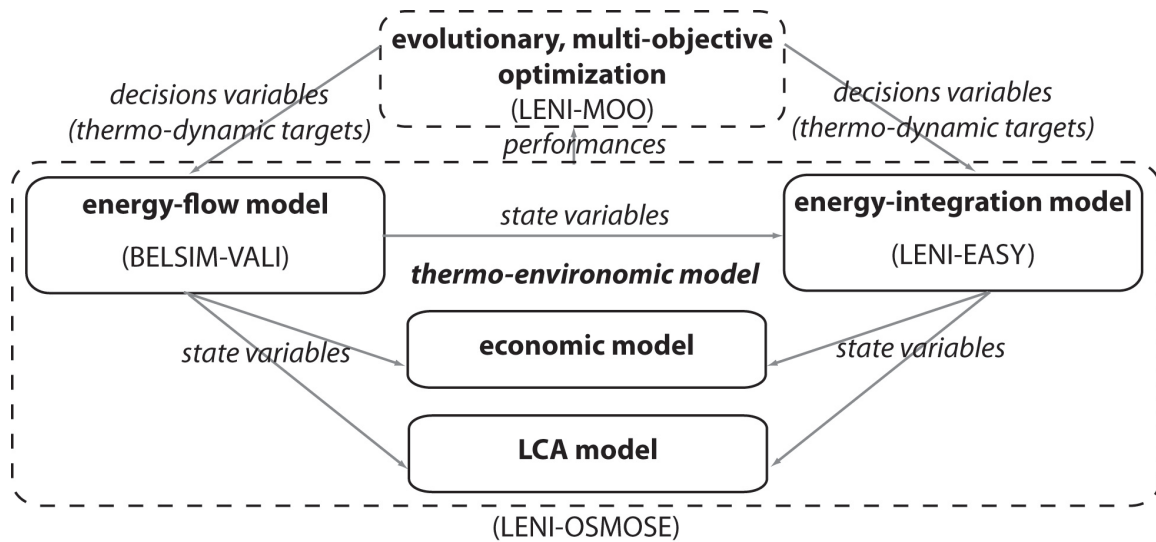 evolutionary, multi-objective
optimization
(LENI-MOO)
decisions variables
(thermo-dynamic targets)
decisions variables
(thermo-dynamic targets)
performances
energy-flow model
(BELSIM-VALI)
state variables
energy-integration model
(LENI-EASY)
thermo-environomic model
economic model
state variables
state variables
LCA model
(LENI-OSMOSE)